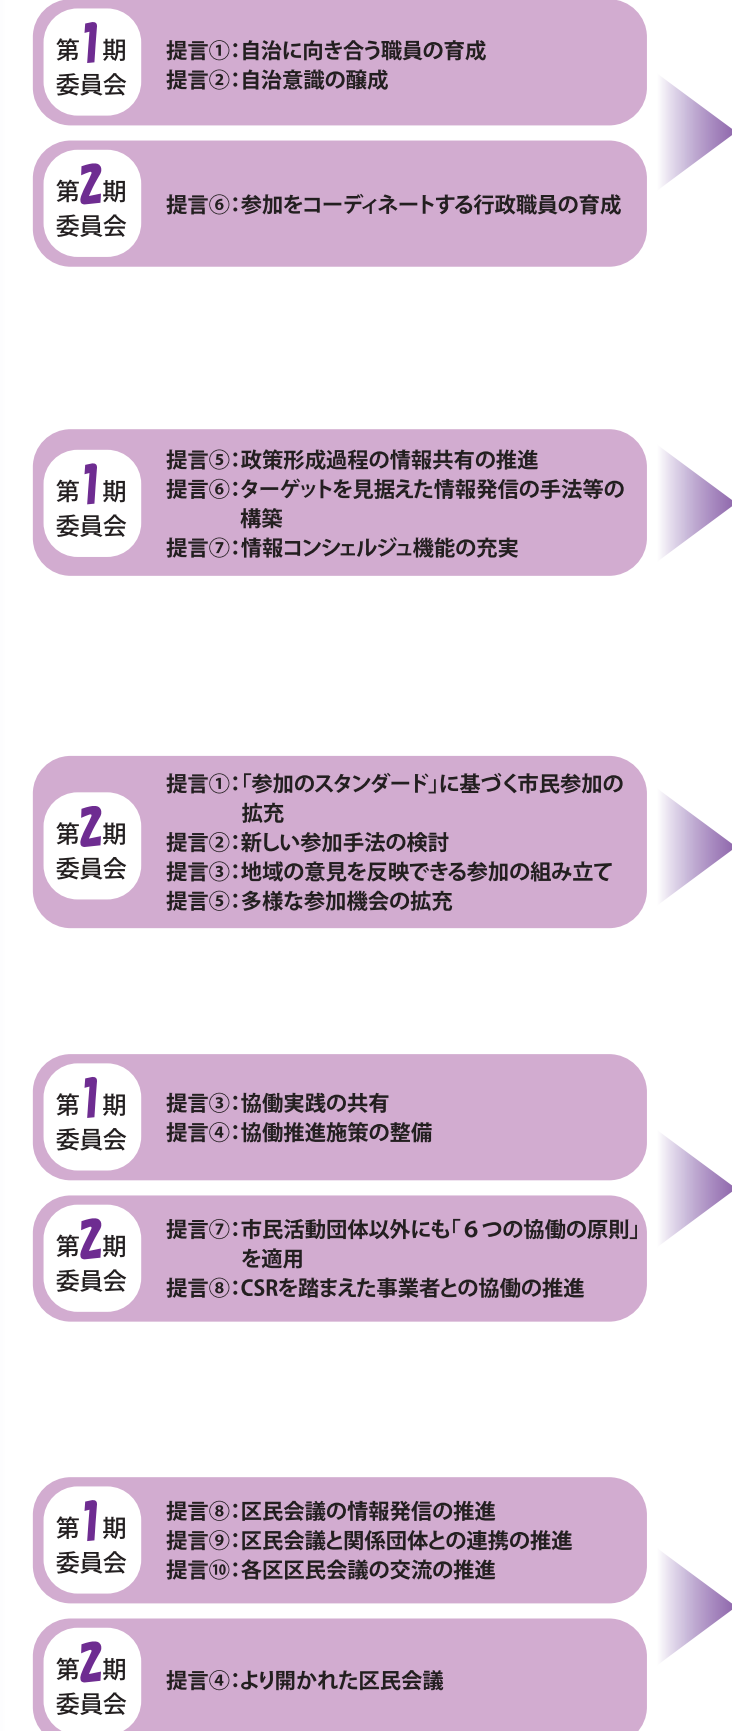 第1期
委員会
提言①：自治に向き合う職員の育成
提言②：自治意識の醸成
第2期
委員会
提言⑥：参加をコーディネートする行政職員の育成
第1期
委員会
提言⑤：政策形成過程の情報共有の推進
提言⑥：ターゲットを見据えた情報発信の手法等の
構築
提言⑦：情報コンシェルジュ機能の充実
第2期
委員会
提言①：「参加のスタンダード」に基づく市民参加の
拡充
提言②：新しい参加手法の検討
提言③：地域の意見を反映できる参加の組み立て
提言⑤：多様な参加機会の拡充
第1期
委員会
提言③：協働実践の共有
提言④：協働推進施策の整備
第2期
委員会
提言⑦：市民活動団体以外にも「６つの協働の原則」
を適用
提言⑧：CSRを踏まえた事業者との協働の推進
第1期
委員会
提言⑧：区民会議の情報発信の推進
提言⑨：区民会議と関係団体との連携の推進
提言⑩：各区区民会議の交流の推進
第2期
委員会
提言④：より開かれた区民会議